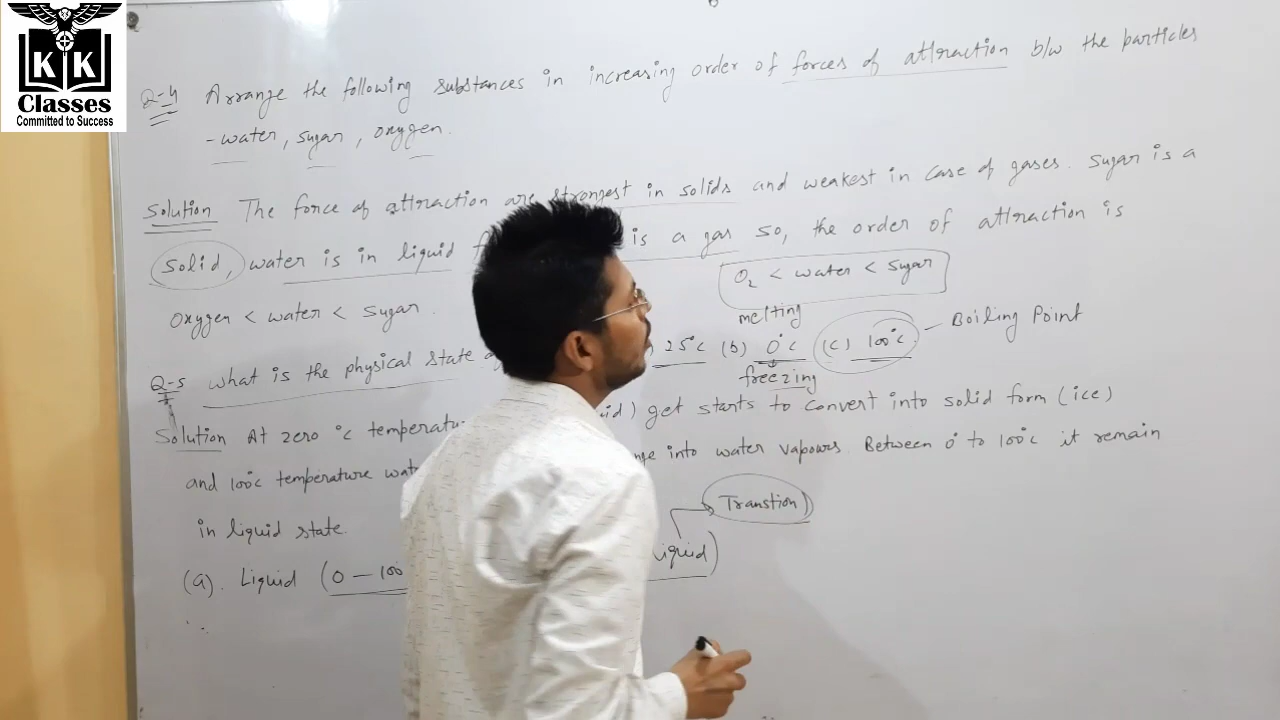 K K
Classes
Committed to Success
Q-4 Arrange the following substances in increasing order of forces of attraction b/w the particles
- water, sugar, oxygen.
Solution The force of attraction are strongest in solids and weakest in case of gases. Sugar is a
Solid, water is in liquid is a gas so, the order of attraction is
Oxygen < water < sugar.
O2 < water < sugar
melting
Q-5 what is the physical state 25°c (b) 0°c (c) 100°c - Boiling Point
freezing
Solution At zero °c get starts to convert into solid form (ice)
and 100°c temperature into water vapours. Between 0° to 100°c it remain
in liquid state.
Transtion
(a). Liquid (0 - 100